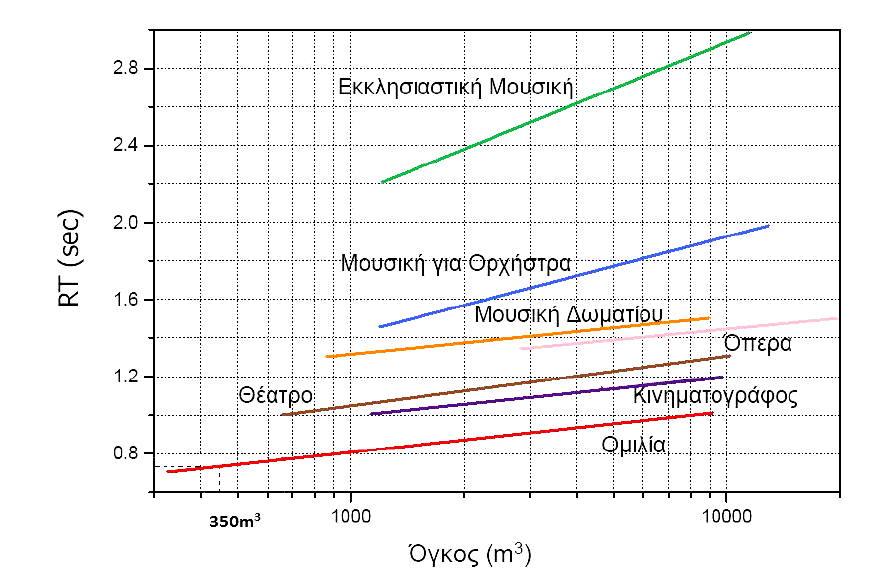 2.8
Εκκλησιαστική Μουσική
2.4
2.0
RT (sec)
Μουσική για Ορχήστρα
1.6
Μουσική Δωματίου
Όπερα
1.2
Θέατρο
Κινηματογράφος
Ομιλία
0.8
350m³
1000
10000
Όγκος (m³)